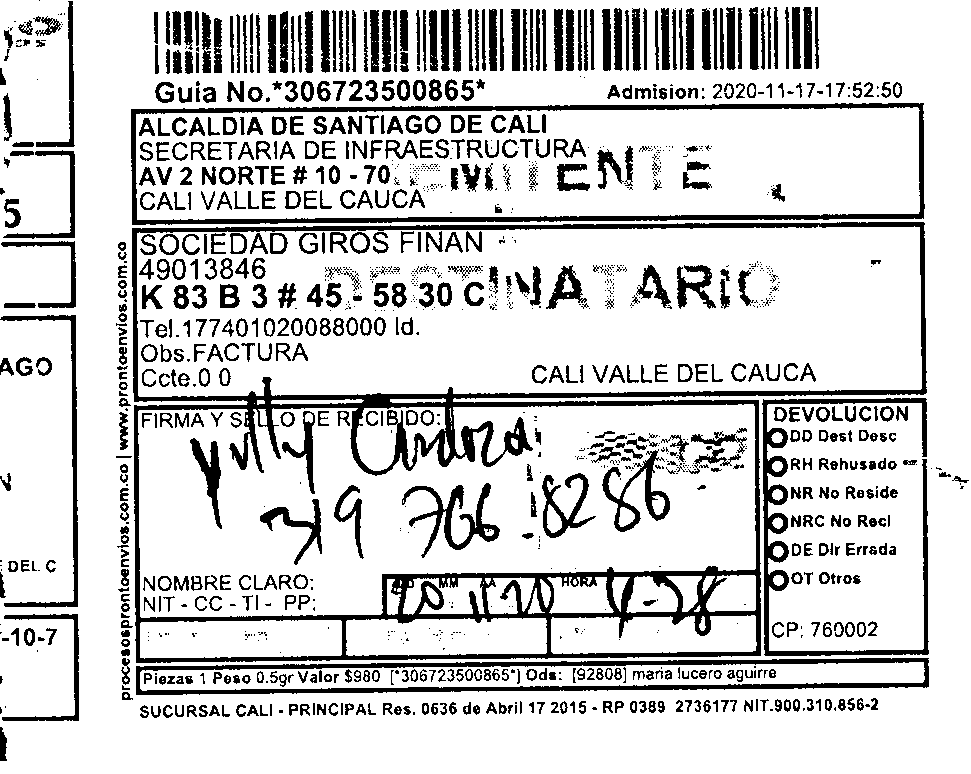 Guia No.*306723500865*
Admision: 2020-11-17-17:52:50
ALCALDIA DE SANTIAGO DE CALI
SECRETARIA DE INFRAESTRUCTURA
AV 2 NORTE # 10 - 70
CALI VALLE DEL CAUCA
SOCIEDAD GIROS FINAN
49013846
DESTINATARIO
K 83 B 3 # 45 - 58 30 C
Tel.177401020088000 Id.
Obs.FACTURA
Ccte.0 0
CALI VALLE DEL CAUCA
www.prontoenvios.com.co
procesosprontoenvios.com.co
FIRMA Y SELLO DE RECIBIDO:
319 766 8286
NOMBRE CLARO:
NIT - CC - TI - PP:
MM AA HORA
20 11 20 4-28
DEVOLUCION
DD Dest Desc
RH Rehusado
NR No Reside
NRC No Recl
DE Dir Errada
OT Otros
CP: 760002
Piezas 1 Peso 0.5gr Valor $980 [*306723500865*] Ods: [92808] maria lucero aguirre
SUCURSAL CALI - PRINCIPAL Res. 0636 de Abril 17 2015 - RP 0389 2736177 NIT.900.310.856-2
5
AGO
DEL C
-10-7